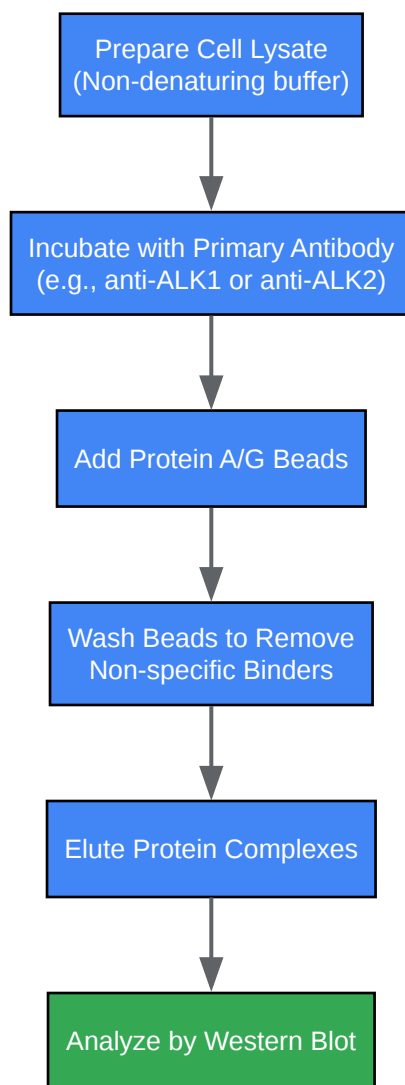 Prepare Cell Lysate
(Non-denaturing buffer)
Incubate with Primary Antibody
(e.g., anti-ALK1 or anti-ALK2)
Add Protein A/G Beads
Wash Beads to Remove
Non-specific Binders
Elute Protein Complexes
Analyze by Western Blot